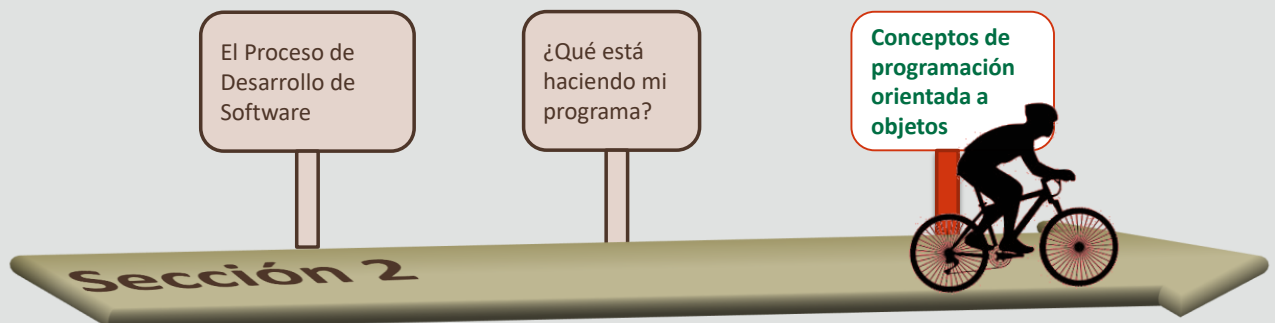 El Proceso de
Desarrollo de
Software
¿Qué está
haciendo mi
programa?
Conceptos de
programación
orientada a
objetos
Sección 2